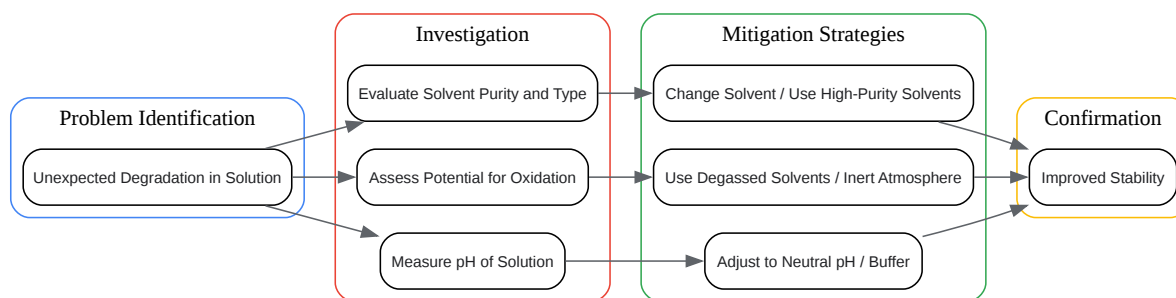 Problem Identification
Unexpected Degradation in Solution
Investigation
Evaluate Solvent Purity and Type
Assess Potential for Oxidation
Measure pH of Solution
Mitigation Strategies
Change Solvent / Use High-Purity Solvents
Use Degassed Solvents / Inert Atmosphere
Adjust to Neutral pH / Buffer
Confirmation
Improved Stability